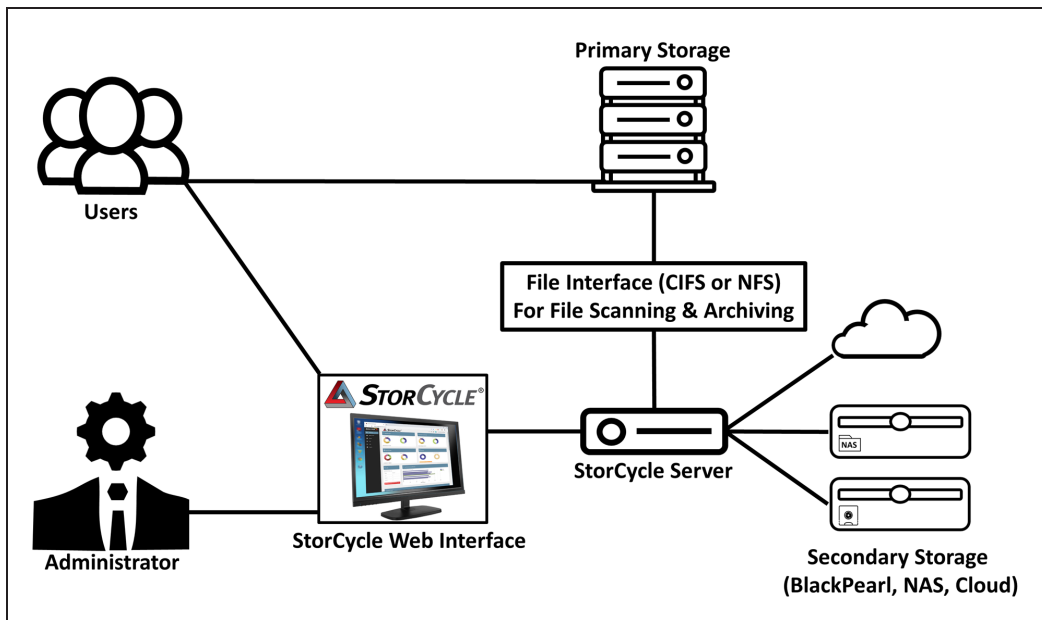 Primary Storage
Users
File Interface (CIFS or NFS)
For File Scanning & Archiving
STORCYCLE®
NAS
StorCycle Server
StorCycle Web Interface
Administrator
Secondary Storage
(BlackPearl, NAS, Cloud)